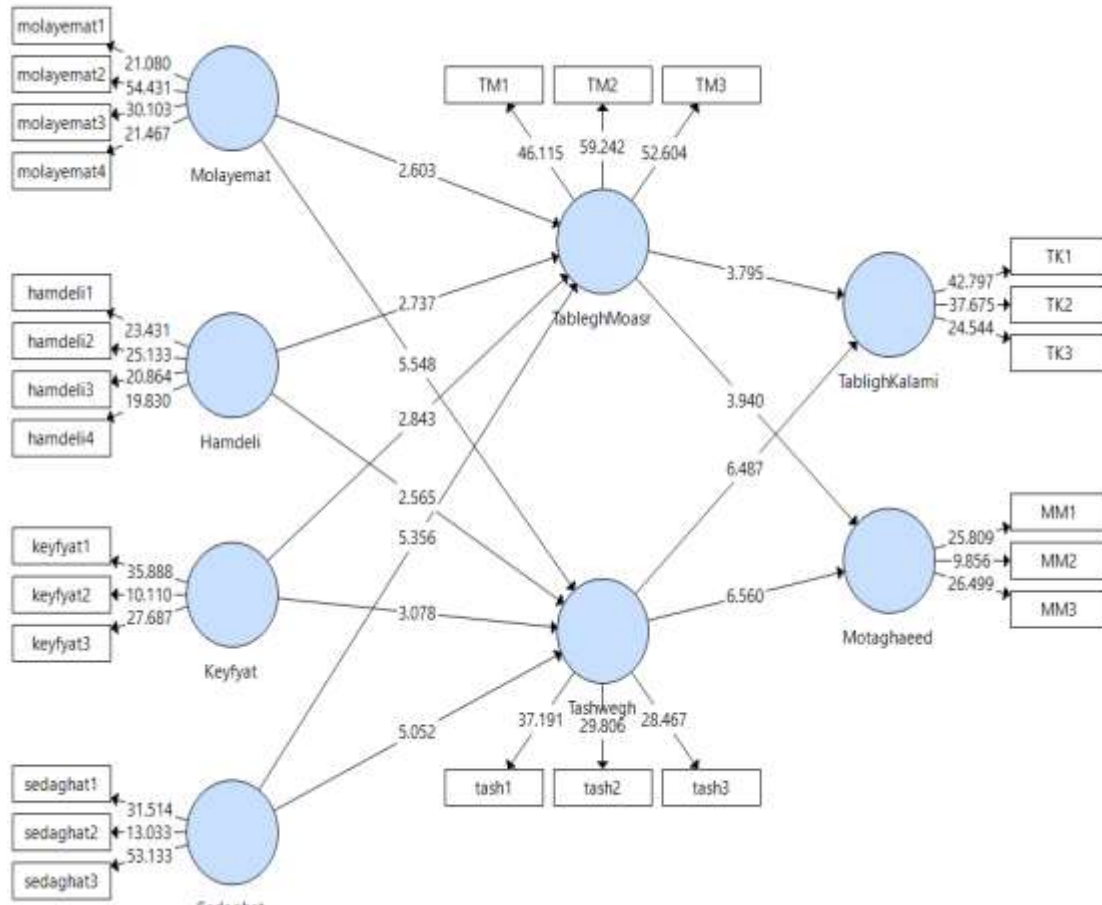 molayemat1
molayemat2
molayemat3
molayemat4
21.080
54.431
30.103
21.467
Molayemat
hamdeli1
hamdeli2
hamdeli3
hamdeli4
23.431
25.133
20.864
19.830
Hamdeli
keyfyat1
keyfyat2
keyfyat3
35.888
10.110
27.687
Keyfyat
sedaghat1
sedaghat2
sedaghat3
31.514
13.033
53.133
2.603
2.737
5.548
2.843
2.565
5.356
3.078
5.052
TM1
TM2
TM3
46.115
59.242
52.604
TableghMoasr
Tashwegh
37.191
29.806
28.467
tash1
tash2
tash3
3.795
3.940
6.487
6.560
TablighKalami
42.797
37.675
24.544
TK1
TK2
TK3
Motaghaeed
25.809
9.856
26.499
MM1
MM2
MM3